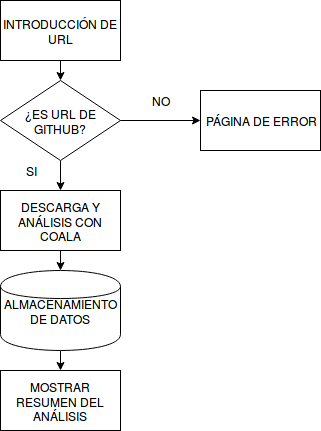 INTRODUCCIÓN DE
URL
¿ES URL DE
GITHUB?
NO
PÁGINA DE ERROR
SI
DESCARGA Y
ANÁLISIS CON
COALA
ALMACENAMIENTO
DE DATOS
MOSTRAR
RESUMEN DEL
ANÁLISIS